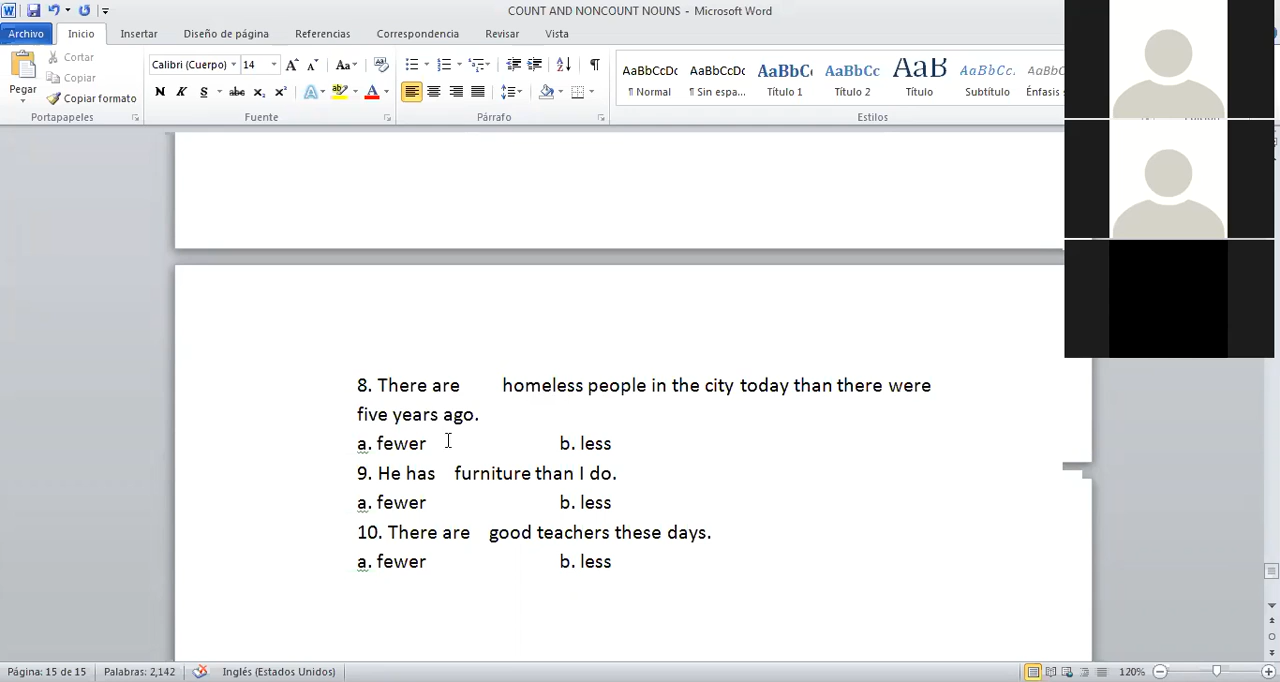 COUNT AND NONCOUNT NOUNS - Microsoft Word
Archivo Inicio Insertar Diseño de página Referencias Correspondencia Revisar Vista
Pegar Cortar Copiar Copiar formato
Calibri (Cuerpo) 14
N K S abc x₂ x²
AaBbCcDc AaBbCcDc AaBbC AaBbCc AaB AaBbCc.
¶ Normal ¶ Sin espa... Título 1 Título 2 Título Subtítulo Énfasis
Portapapeles Fuente Párrafo Estilos
8. There are homeless people in the city today than there were
five years ago.
a. fewer b. less
9. He has furniture than I do.
a. fewer b. less
10. There are good teachers these days.
a. fewer b. less
Página: 15 de 15 Palabras: 2,142 Inglés (Estados Unidos) 120%